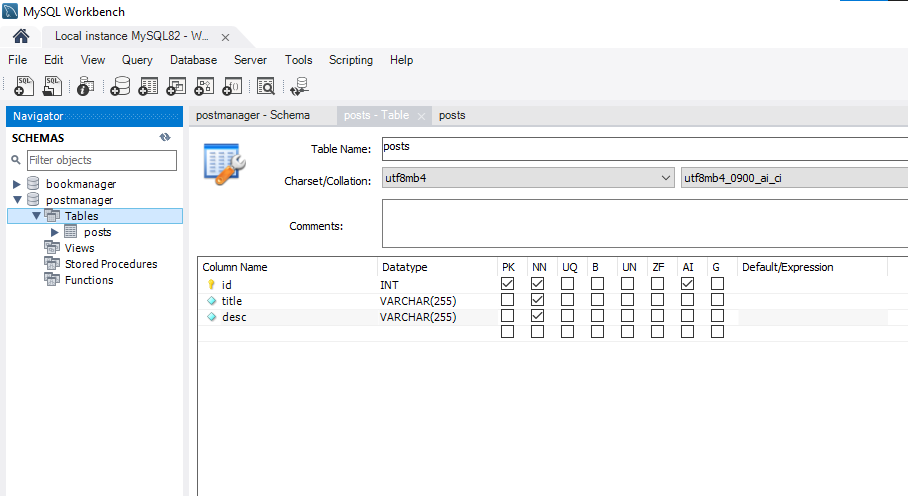 MySQL Workbench
Local instance MySQL82 - W... ×
File Edit View Query Database Server Tools Scripting Help
Navigator
SCHEMAS
Filter objects
bookmanager
postmanager
Tables
posts
Views
Stored Procedures
Functions
postmanager - Schema posts - Table × posts
Table Name: posts
Charset/Collation: utf8mb4 utf8mb4_0900_ai_ci
Comments:
Column Name Datatype PK NN UQ B UN ZF AI G Default/Expression
id INT
title VARCHAR(255)
desc VARCHAR(255)